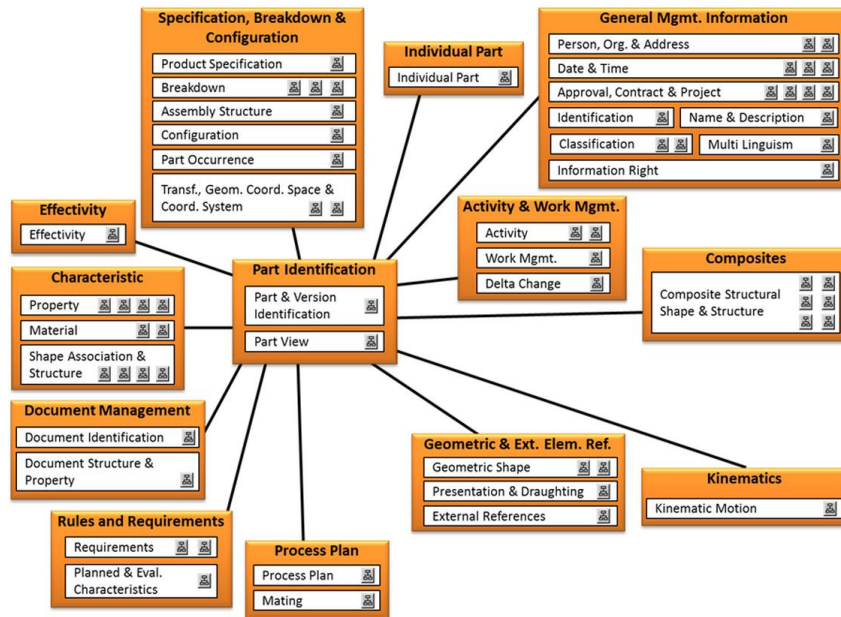 Specification, Breakdown &
Configuration
Product Specification
Breakdown
Assembly Structure
Configuration
Part Occurrence
Transf., Geom. Coord. Space &
Coord. System
Individual Part
Individual Part
General Mgmt. Information
Person, Org. & Address
Date & Time
Approval, Contract & Project
Identification
Name & Description
Classification
Multi Linguism
Information Right
Effectivity
Effectivity
Activity & Work Mgmt.
Activity
Work Mgmt.
Delta Change
Characteristic
Property
Material
Shape Association &
Structure
Part Identification
Part & Version
Identification
Part View
Composites
Composite Structural
Shape & Structure
Document Management
Document Identification
Document Structure &
Property
Geometric & Ext. Elem. Ref.
Geometric Shape
Presentation & Draughting
External References
Kinematics
Kinematic Motion
Rules and Requirements
Requirements
Planned & Eval.
Characteristics
Process Plan
Process Plan
Mating